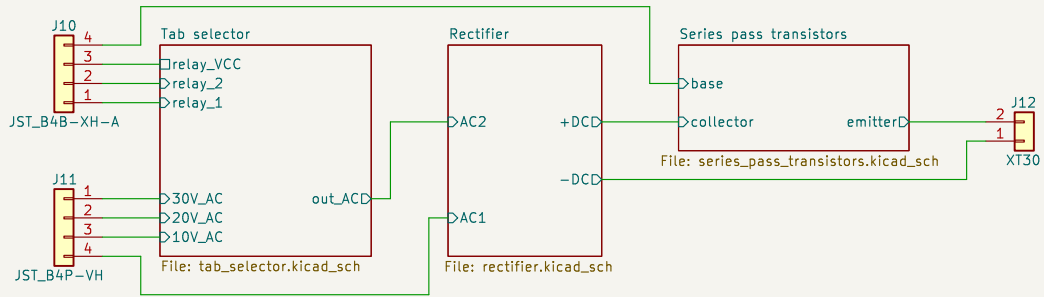 J10
4
3
2
1
JST_B4B-XH-A
J11
1
2
3
4
JST_B4P-VH
Tab selector
relay_VCC
relay_2
relay_1
30V_AC
20V_AC
10V_AC
out_AC
File: tab_selector.kicad_sch
Rectifier
AC2
AC1
+DC
-DC
File: rectifier.kicad_sch
Series pass transistors
base
collector
emitter
File: series_pass_transistors.kicad_sch
J12
2
1
XT30